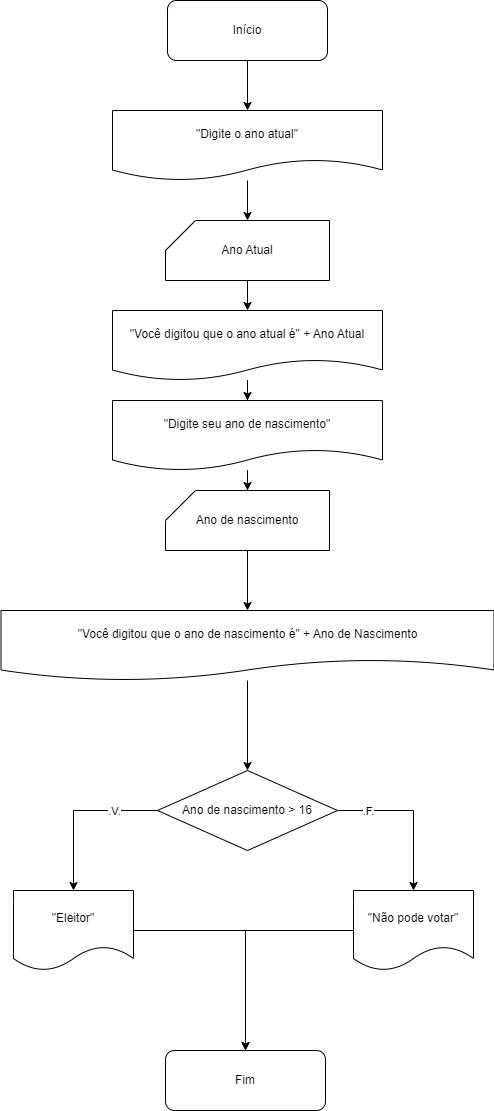 Início
"Digite o ano atual"
Ano Atual
"Você digitou que o ano atual é" + Ano Atual
"Digite seu ano de nascimento"
Ano de nascimento
"Você digitou que o ano de nascimento é" + Ano de Nascimento
Ano de nascimento > 16
.V.
.F.
"Eleitor"
"Não pode votar"
Fim